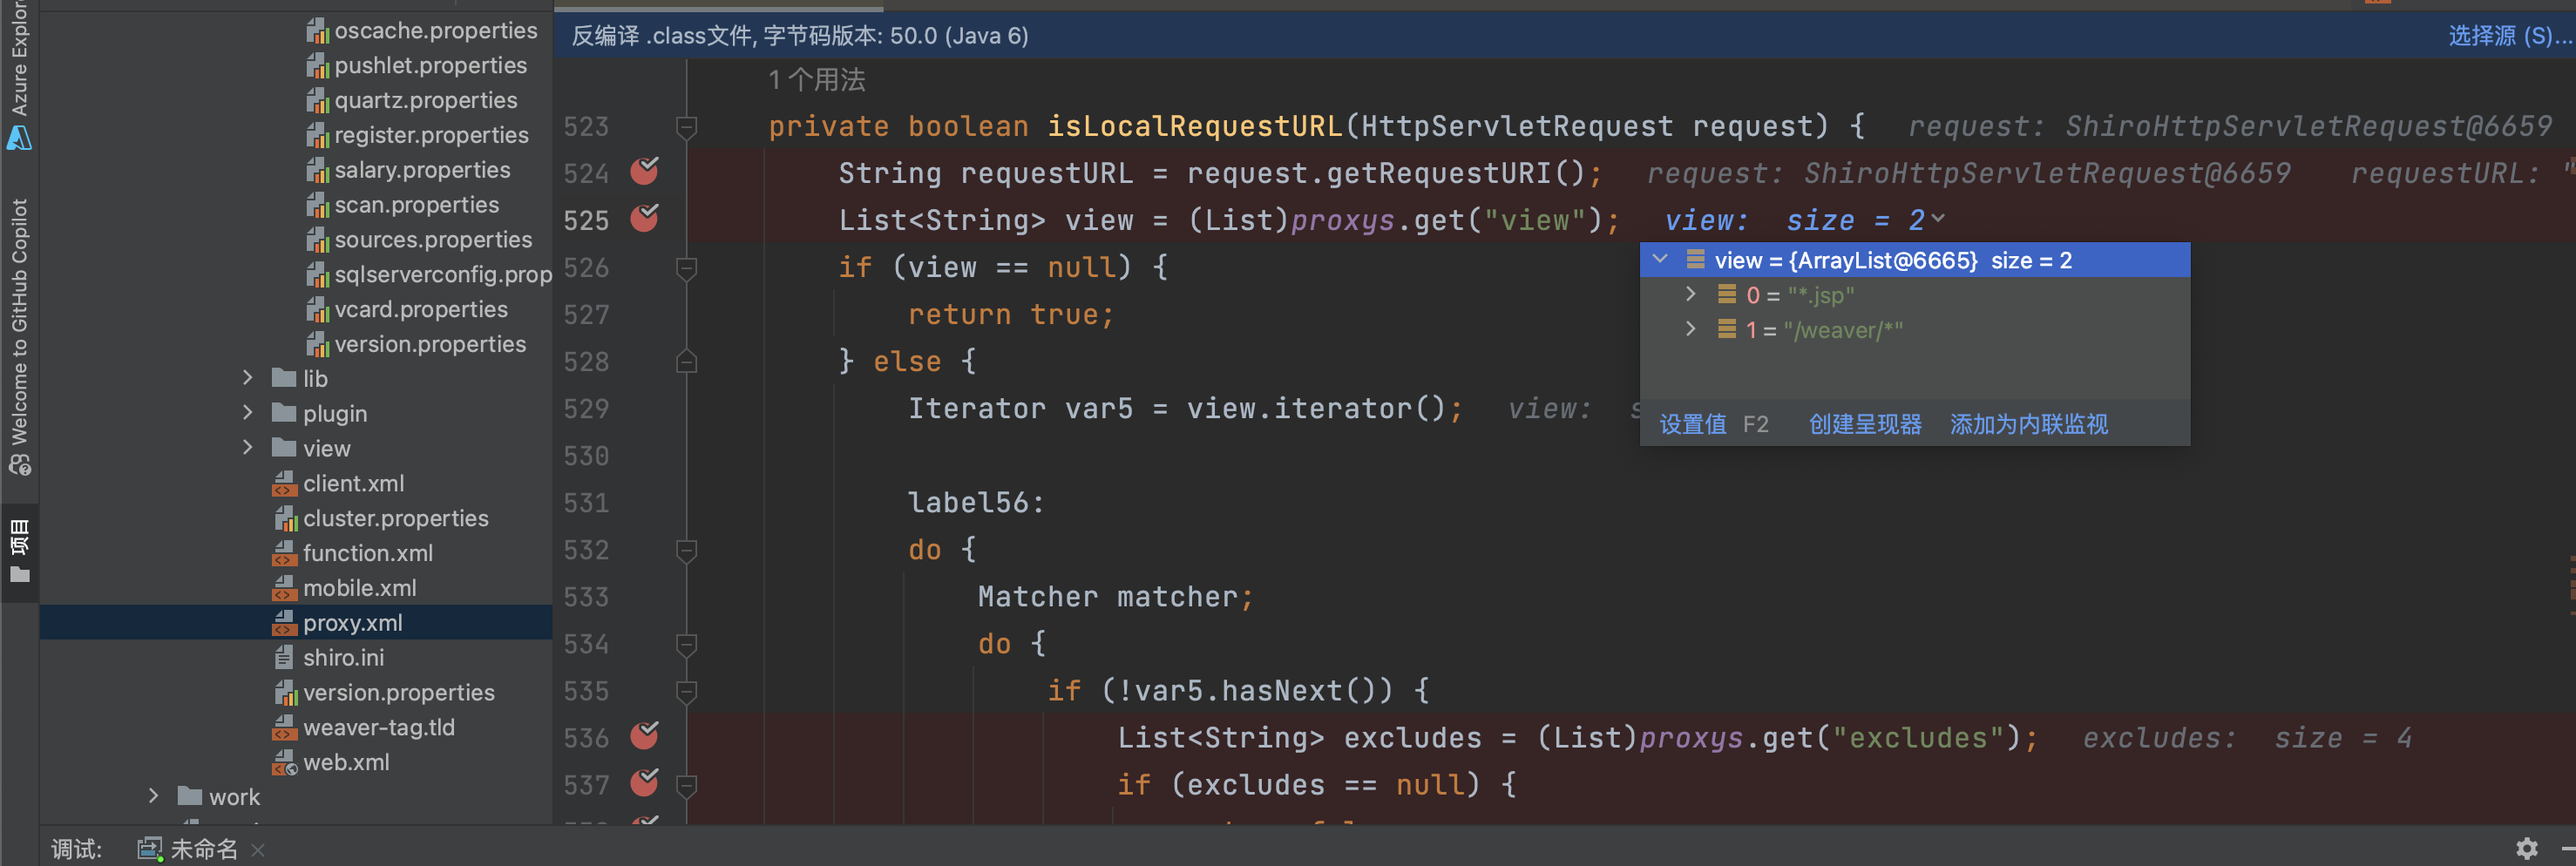 Azure Explor
Welcome to GitHub Copilot
项目
oscache.properties
pushlet.properties
quartz.properties
register.properties
salary.properties
scan.properties
sources.properties
sqlserverconfig.prop
vcard.properties
version.properties
lib
plugin
view
client.xml
cluster.properties
function.xml
mobile.xml
proxy.xml
shiro.ini
version.properties
weaver-tag.tld
web.xml
work
反编译 .class文件, 字节码版本: 50.0 (Java 6)
选择源 (S)...
1 个用法
523 private boolean isLocalRequestURL(HttpServletRequest request) { request: ShiroHttpServletRequest@6659
524 String requestURL = request.getRequestURI(); request: ShiroHttpServletRequest@6659 requestURL: "
525 List<String> view = (List)proxys.get("view"); view: size = 2
526 if (view == null) {
527 return true;
528 } else {
529 Iterator var5 = view.iterator(); view: s
530
531 label56:
532 do {
533 Matcher matcher;
534 do {
535 if (!var5.hasNext()) {
536 List<String> excludes = (List)proxys.get("excludes"); excludes: size = 4
537 if (excludes == null) {
view = {ArrayList@6665} size = 2
0 = "*.jsp"
1 = "/weaver/*"
设置值 F2 创建呈现器 添加为内联监视
调试: 未命名